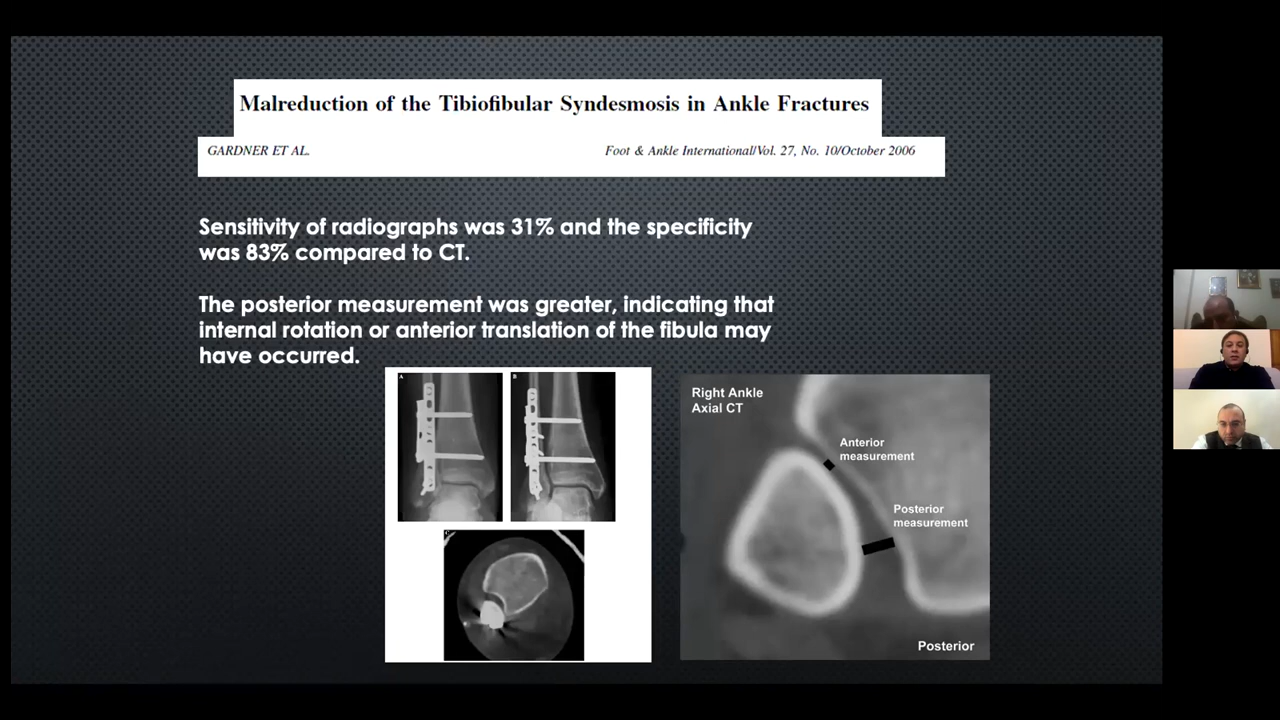 Malreduction of the Tibiofibular Syndesmosis in Ankle Fractures
GARDNER ET AL.
Foot & Ankle International/Vol. 27, No. 10/October 2006
Sensitivity of radiographs was 31% and the specificity
was 83% compared to CT.
The posterior measurement was greater, indicating that
internal rotation or anterior translation of the fibula may
have occurred.
A
B
Right Ankle
Axial CT
Anterior
measurement
Posterior
measurement
Posterior